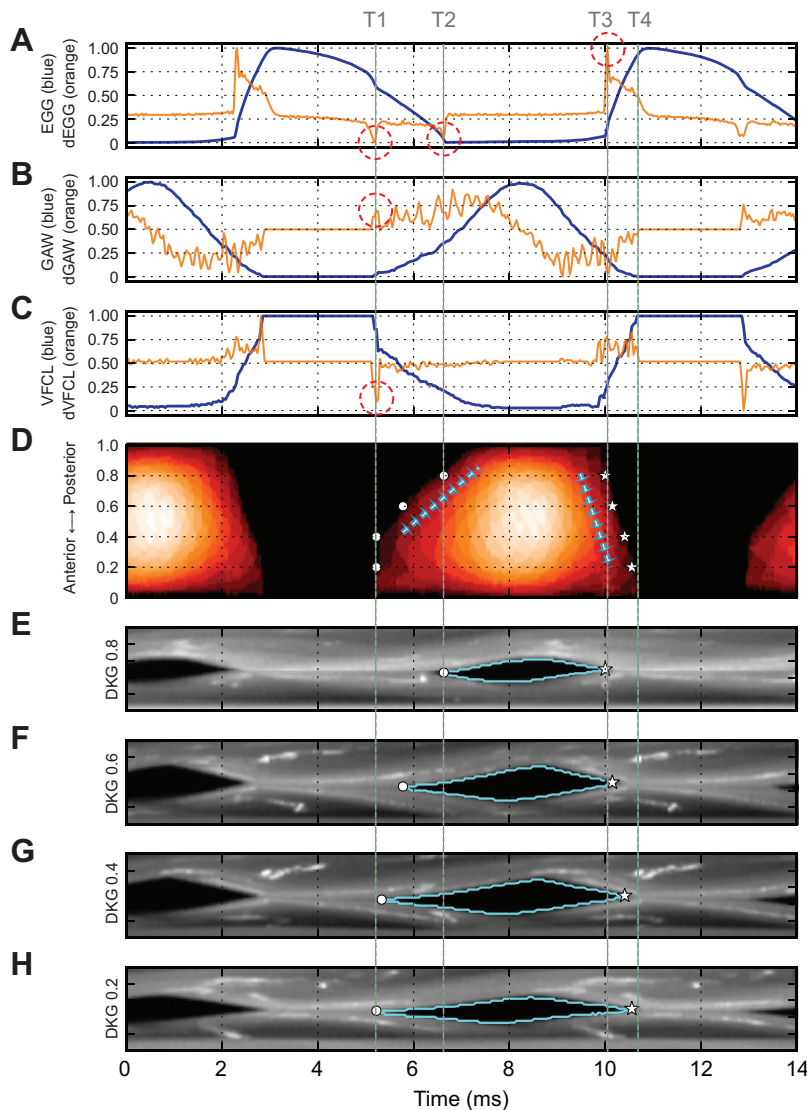 T1 T2 T3 T4
A
EGG (blue)
dEGG (orange)
1.00
0.75
0.50
0.25
0
B
GAW (blue)
dGAW (orange)
1.00
0.75
0.50
0.25
0
C
VFCL (blue)
dVFCL (orange)
1.00
0.75
0.50
0.25
0
D
Anterior ⟷ Posterior
1.0
0.8
0.6
0.4
0.2
0
E
DKG 0.8
F
DKG 0.6
G
DKG 0.4
H
DKG 0.2
0 2 4 6 8 10 12 14
Time (ms)